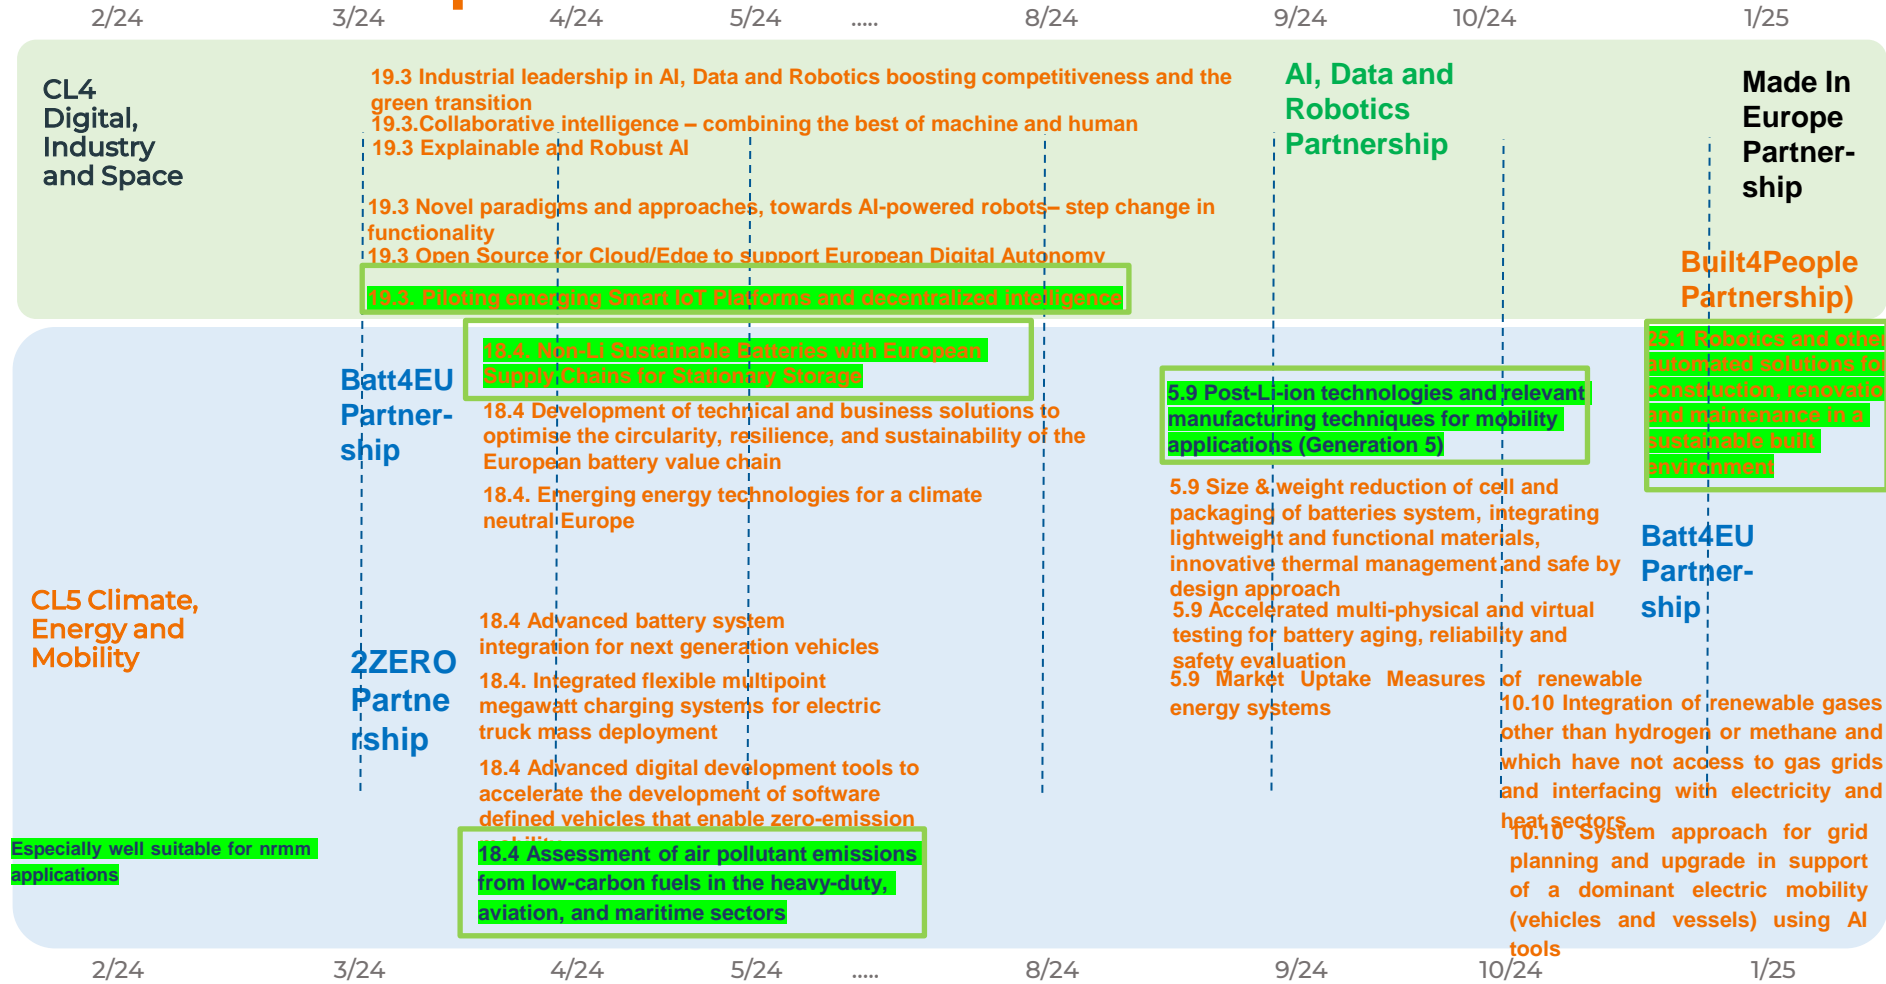 2/24 3/24 4/24 5/24 ..... 8/24 9/24 10/24 1/25
CL4
Digital,
Industry
and Space
19.3 Industrial leadership in AI, Data and Robotics boosting competitiveness and the
green transition
19.3.Collaborative intelligence – combining the best of machine and human
19.3 Explainable and Robust AI
19.3 Novel paradigms and approaches, towards AI-powered robots– step change in
functionality
19.3 Open Source for Cloud/Edge to support European Digital Autonomy
19.3. Piloting emerging Smart IoT Platforms and decentralized intelligence
AI, Data and
Robotics
Partnership
Made In
Europe
Partner-
ship
Built4People
Partnership)
25.1 Robotics and other
automated solutions for
construction, renovatio
and maintenance in a
sustainable built
environment
Batt4EU
Partner-
ship
18.4. Non-Li Sustainable Batteries with European
Supply Chains for Stationary Storage
18.4 Development of technical and business solutions to
optimise the circularity, resilience, and sustainability of the
European battery value chain
18.4. Emerging energy technologies for a climate
neutral Europe
5.9 Post-Li-ion technologies and relevant
manufacturing techniques for mobility
applications (Generation 5)
5.9 Size & weight reduction of cell and
packaging of batteries system, integrating
lightweight and functional materials,
innovative thermal management and safe by
design approach
5.9 Accelerated multi-physical and virtual
testing for battery aging, reliability and
safety evaluation
5.9 Market Uptake Measures of renewable
energy systems
Batt4EU
Partner-
ship
CL5 Climate,
Energy and
Mobility
2ZERO
Partne
rship
18.4 Advanced battery system
integration for next generation vehicles
18.4. Integrated flexible multipoint
megawatt charging systems for electric
truck mass deployment
18.4 Advanced digital development tools to
accelerate the development of software
defined vehicles that enable zero-emission
mobility
18.4 Assessment of air pollutant emissions
from low-carbon fuels in the heavy-duty,
aviation, and maritime sectors
10.10 Integration of renewable gases
other than hydrogen or methane and
which have not access to gas grids
and interfacing with electricity and
heat sectors
10.10 System approach for grid
planning and upgrade in support
of a dominant electric mobility
(vehicles and vessels) using AI
tools
Especially well suitable for nrmm
applications
2/24 3/24 4/24 5/24 ..... 8/24 9/24 10/24 1/25